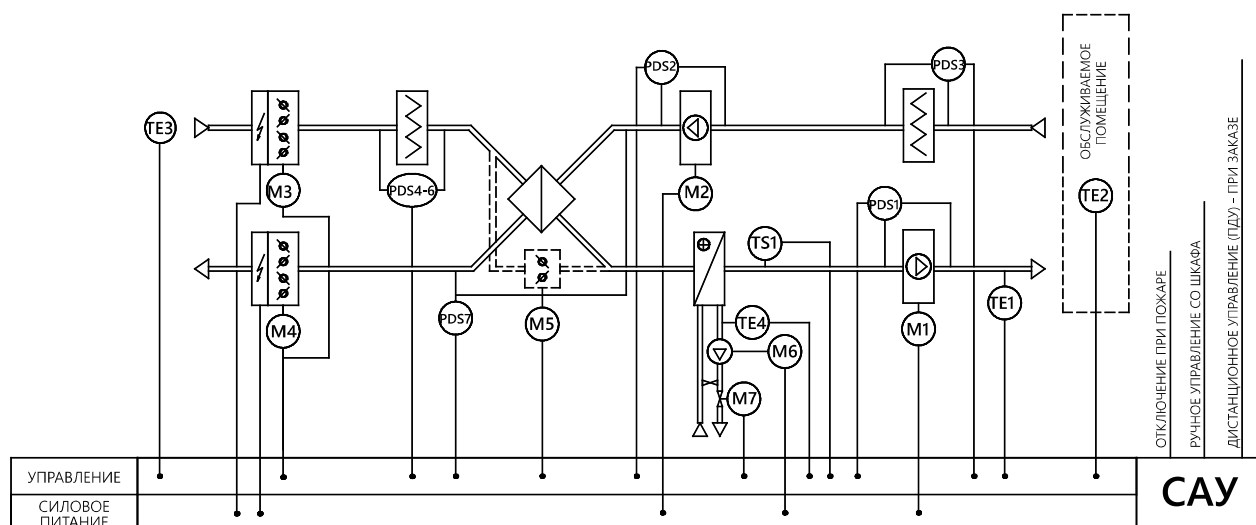 PDS2
PDS3
TE3
ОБСЛУЖИВАЕМОЕ
ПОМЕЩЕНИЕ
M3
PDS4-6
M2
TE2
PDS1
TS1
TE1
PDS7
M5
TE4
M4
M1
M6
M7
ОТКЛЮЧЕНИЕ ПРИ ПОЖАРЕ
РУЧНОЕ УПРАВЛЕНИЕ СО ШКАФА
ДИСТАНЦИОННОЕ УПРАВЛЕНИЕ (ПДУ) – ПРИ ЗАКАЗЕ
УПРАВЛЕНИЕ
СИЛОВОЕ
ПИТАНИЕ
САУ